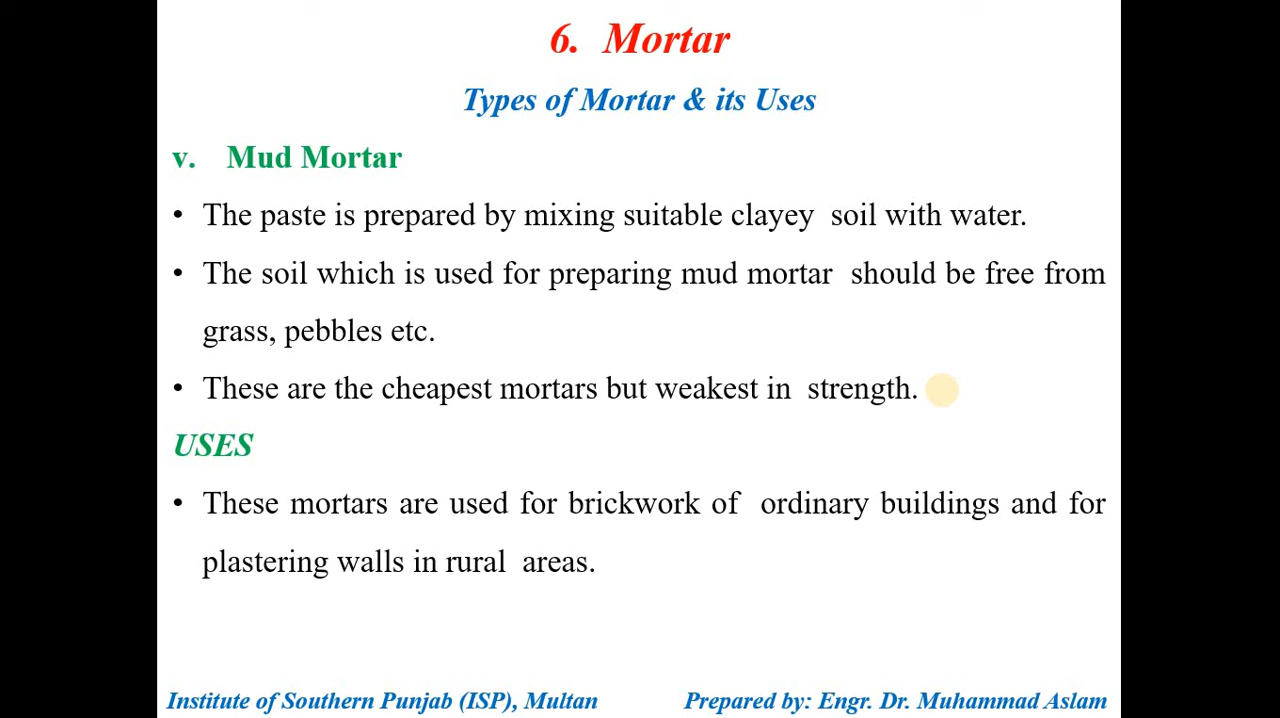 6. Mortar
Types of Mortar & its Uses
v. Mud Mortar
• The paste is prepared by mixing suitable clayey soil with water.
• The soil which is used for preparing mud mortar should be free from
grass, pebbles etc.
• These are the cheapest mortars but weakest in strength.
USES
• These mortars are used for brickwork of ordinary buildings and for
plastering walls in rural areas.
Institute of Southern Punjab (ISP), Multan Prepared by: Engr. Dr. Muhammad Aslam